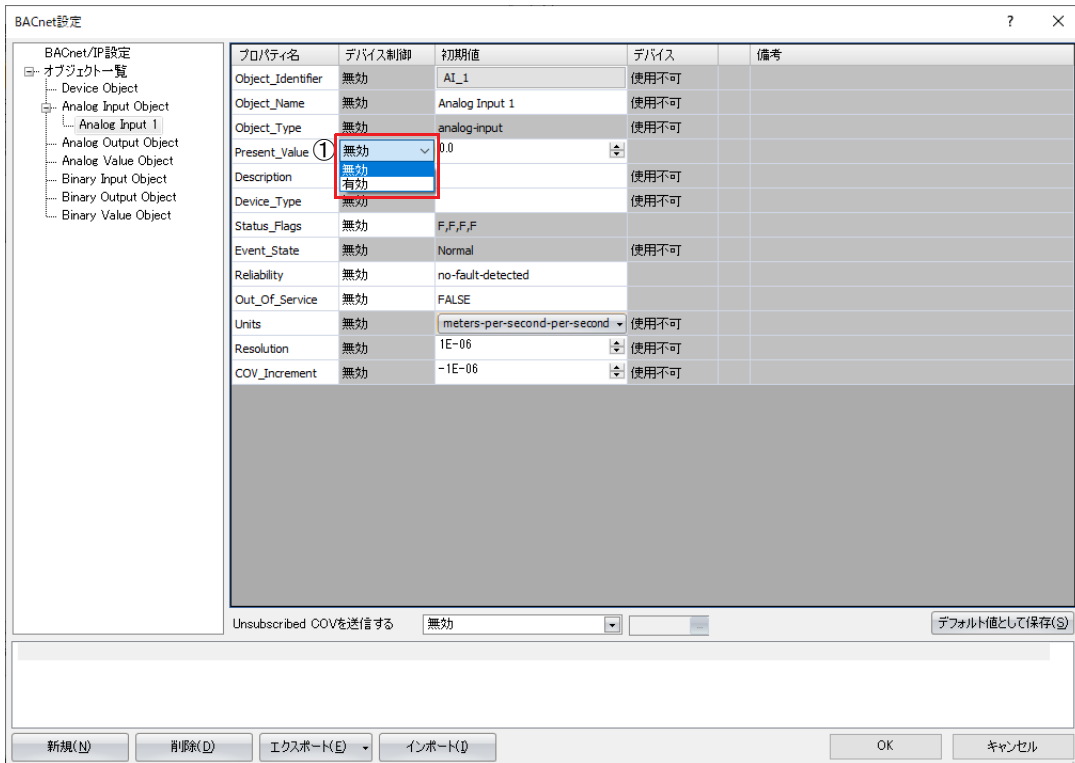 BACnet設定
? ×
BACnet/IP設定
オブジェクト一覧
Device Object
Analog Input Object
Analog Input 1
Analog Output Object
Analog Value Object
Binary Input Object
Binary Output Object
Binary Value Object
プロパティ名 デバイス制御 初期値 デバイス 備考
Object_Identifier 無効 AI_1 使用不可
Object_Name 無効 Analog Input 1 使用不可
Object_Type 無効 analog-input 使用不可
Present_Value ① 無効 0.0
無効
有効
Description 使用不可
Device_Type 無効 使用不可
Status_Flags 無効 F,F,F,F
Event_State 無効 Normal 使用不可
Reliability 無効 no-fault-detected
Out_Of_Service 無効 FALSE
Units 無効 meters-per-second-per-second 使用不可
Resolution 無効 1E-06 使用不可
COV_Increment 無効 -1E-06 使用不可
Unsubscribed COVを送信する 無効 ... デフォルト値として保存(S)
新規(N) 削除(D) エクスポート(E) インポート(I) OK キャンセル